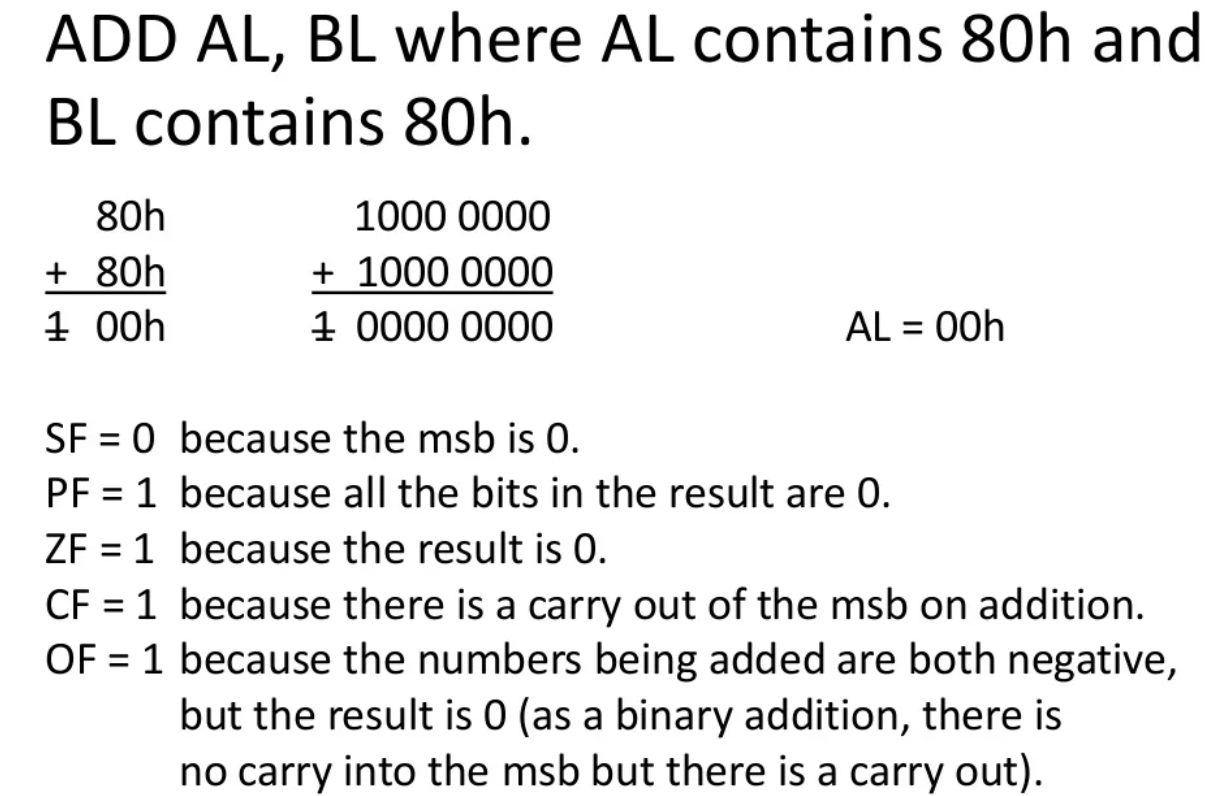 ADD AL, BL where AL contains 80h and
BL contains 80h.
80h 1000 0000
+ 80h + 1000 0000
1 00h 1 0000 0000 AL = 00h
SF = 0 because the msb is 0.
PF = 1 because all the bits in the result are 0.
ZF = 1 because the result is 0.
CF = 1 because there is a carry out of the msb on addition.
OF = 1 because the numbers being added are both negative,
but the result is 0 (as a binary addition, there is
no carry into the msb but there is a carry out).